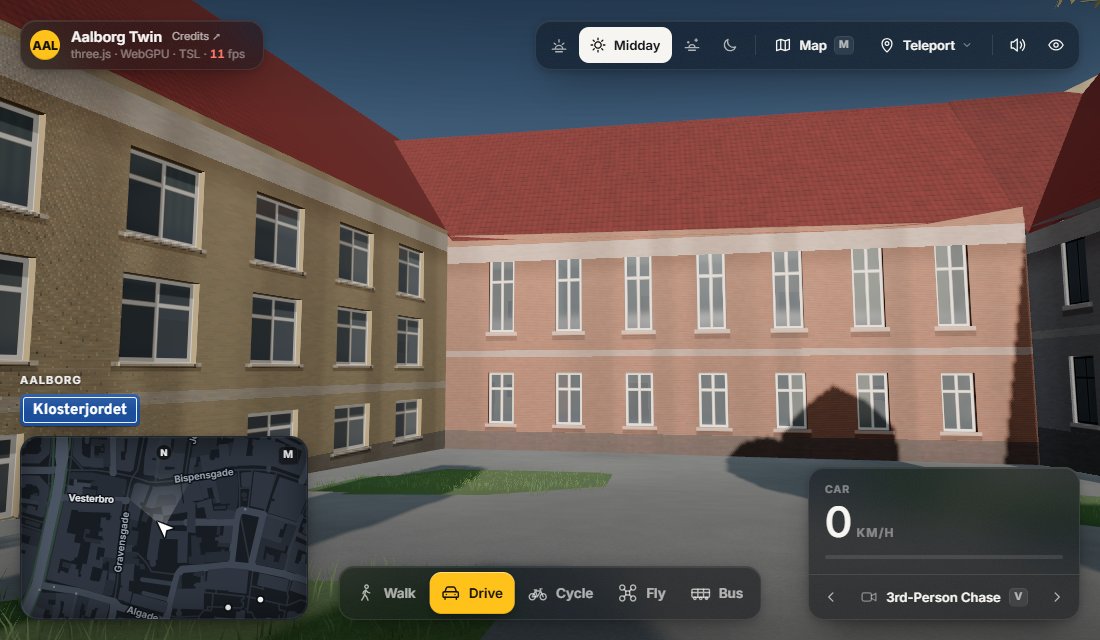 AAL
Aalborg Twin Credits ↗
three.js · WebGPU · TSL · 11 fps
Midday
Map M
Teleport
AALBORG
Klosterjordet
N
M
Bispensgade
Vesterbro
Gravensgade
Algade
Walk
Drive
Cycle
Fly
Bus
CAR
0 KM/H
3rd-Person Chase V